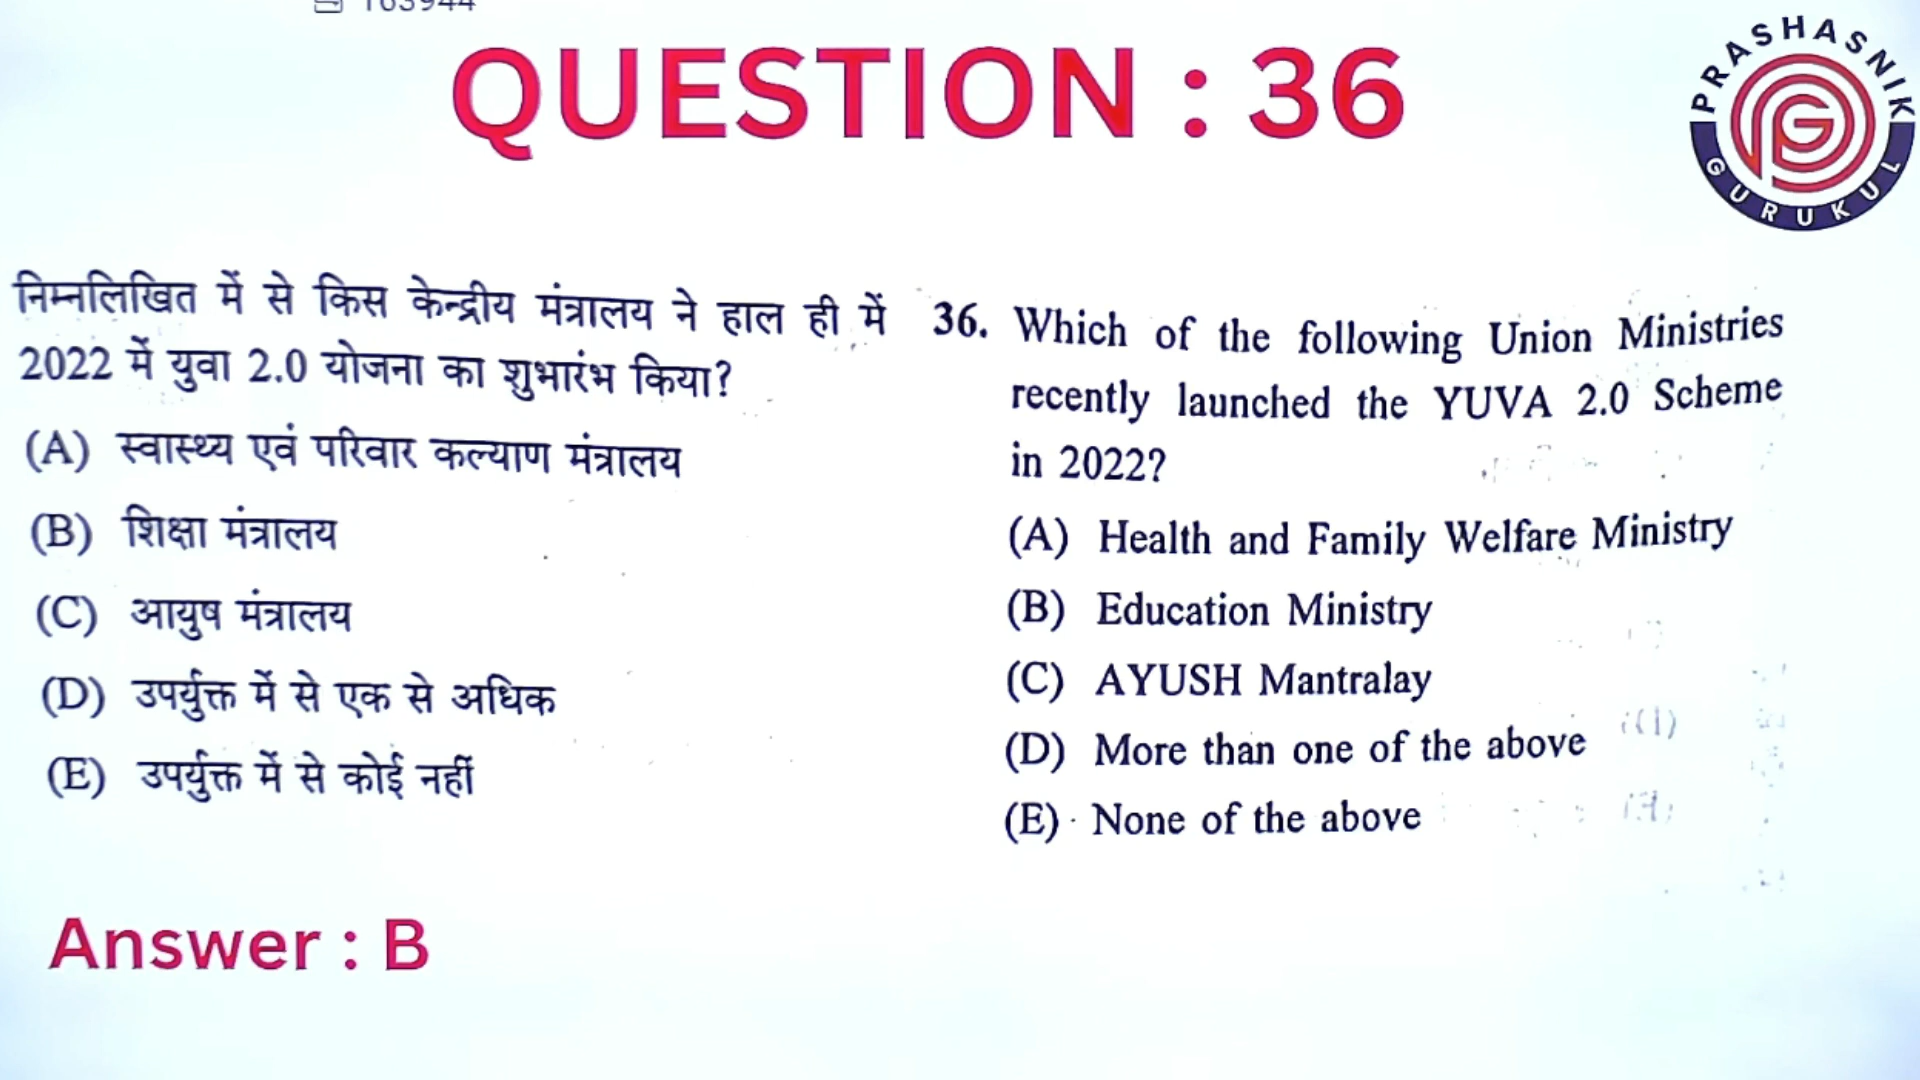 QUESTION : 36
PRASHASNIK
GURUKUL
निम्नलिखित में से किस केन्द्रीय मंत्रालय ने हाल ही में
2022 में युवा 2.0 योजना का शुभारंभ किया?
(A) स्वास्थ्य एवं परिवार कल्याण मंत्रालय
(B) शिक्षा मंत्रालय
(C) आयुष मंत्रालय
(D) उपर्युक्त में से एक से अधिक
(E) उपर्युक्त में से कोई नहीं
36. Which of the following Union Ministries
recently launched the YUVA 2.0 Scheme
in 2022?
(A) Health and Family Welfare Ministry
(B) Education Ministry
(C) AYUSH Mantralay
(D) More than one of the above
(E) None of the above
Answer : B